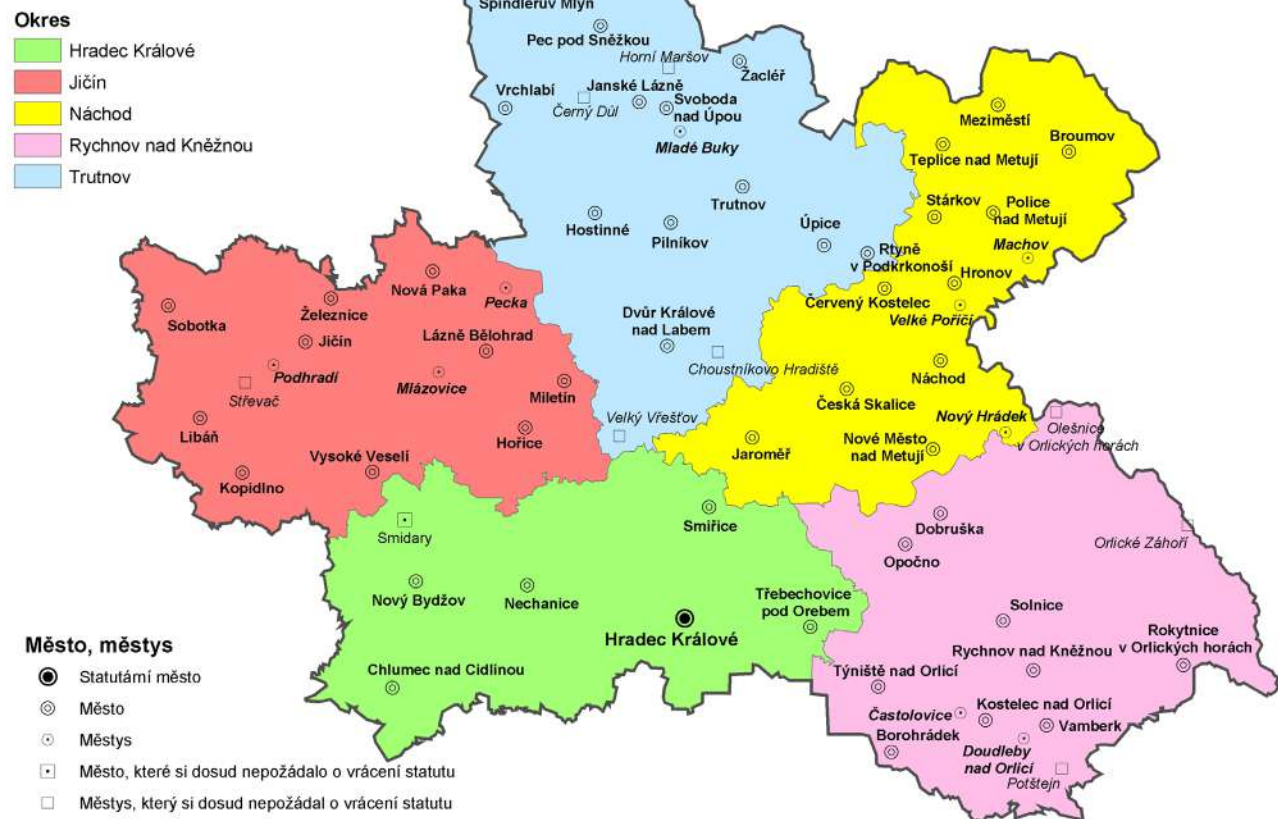 Okres
Hradec Králové
Jičín
Náchod
Rychnov nad Kněžnou
Trutnov
Špindlerův Mlýn
Pec pod Sněžkou
Horní Maršov
Žacléř
Vrchlabí
Janské Lázně
Černý Důl
Svoboda
nad Úpou
Mladé Buky
Trutnov
Hostinné
Pilníkov
Úpice
Rtyně
v Podkrkonoší
Dvůr Králové
nad Labem
Choustníkovo Hradiště
Velký Vřešťov
Meziměstí
Broumov
Teplice nad Metují
Stárkov
Police
nad Metují
Machov
Hronov
Červený Kostelec
Velké Poříčí
Náchod
Česká Skalice
Nový Hrádek
Jaroměř
Nové Město
nad Metují
Nová Paka
Pecka
Sobotka
Železnice
Jičín
Lázně Bělohrad
Podhradí
Mlázovice
Střevač
Miletín
Libáň
Hořice
Vysoké Veselí
Kopidlno
Smidary
Smiřice
Nový Bydžov
Nechanice
Třebechovice
pod Orebem
Hradec Králové
Chlumec nad Cidlinou
Olešnice
v Orlických horách
Dobruška
Orlické Záhoří
Opočno
Solnice
Rokytnice
v Orlických horách
Rychnov nad Kněžnou
Týniště nad Orlicí
Častolovice
Kostelec nad Orlicí
Vamberk
Borohrádek
Doudleby
nad Orlicí
Potštejn
Město, městys
Statutární město
Město
Městys
Město, které si dosud nepožádalo o vrácení statutu
Městys, který si dosud nepožádal o vrácení statutu